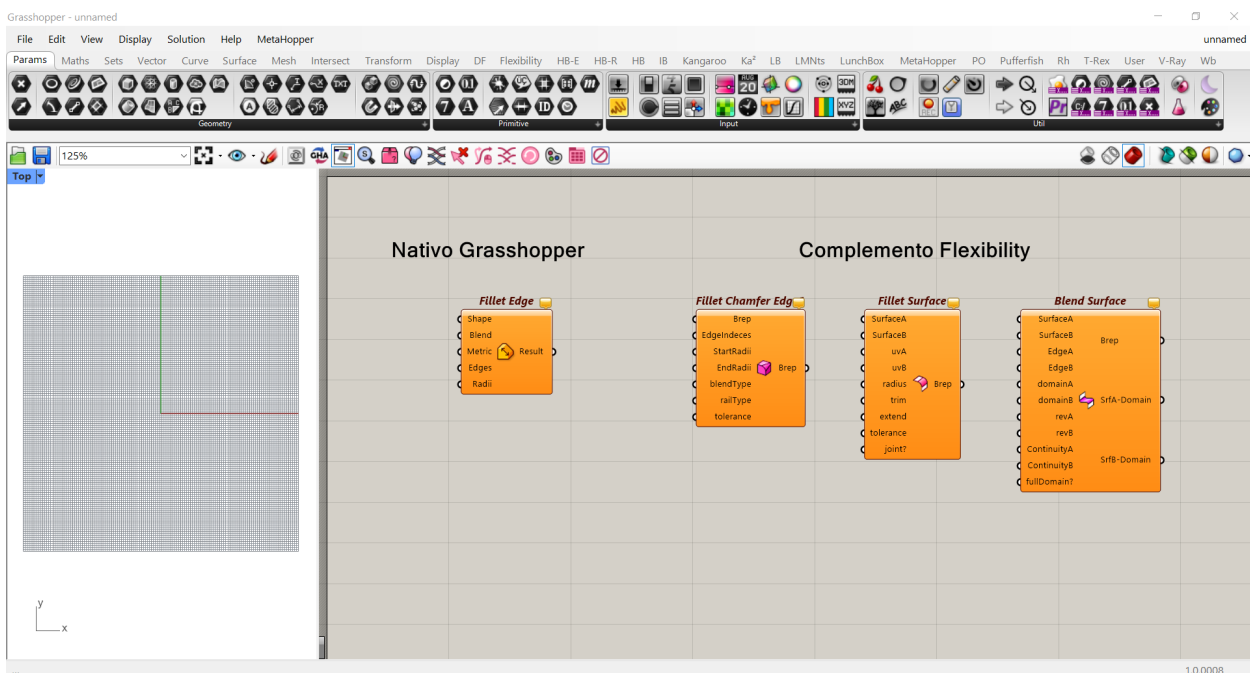 Grasshopper - unnamed
File Edit View Display Solution Help MetaHopper unnamed
Params Maths Sets Vector Curve Surface Mesh Intersect Transform Display DF Flexibility HB-E HB-R HB IB Kangaroo Ka² LB LMNts LunchBox MetaHopper PO Pufferfish Rh T-Rex User V-Ray Wb
Geometry Primitive Input Util
125%
Top
Nativo Grasshopper
Complemento Flexibility
Fillet Edge
Shape
Blend
Metric
Edges
Radii
Result
Fillet Chamfer Edg
Brep
EdgeIndeces
StartRadii
EndRadii
blendType
railType
tolerance
Brep
Fillet Surface
SurfaceA
SurfaceB
uvA
uvB
radius
trim
extend
tolerance
joint?
Brep
Blend Surface
SurfaceA
SurfaceB
EdgeA
EdgeB
domainA
domainB
revA
revB
ContinuityA
ContinuityB
fullDomain?
Brep
SrfA-Domain
SrfB-Domain
y
x
1.0.0008